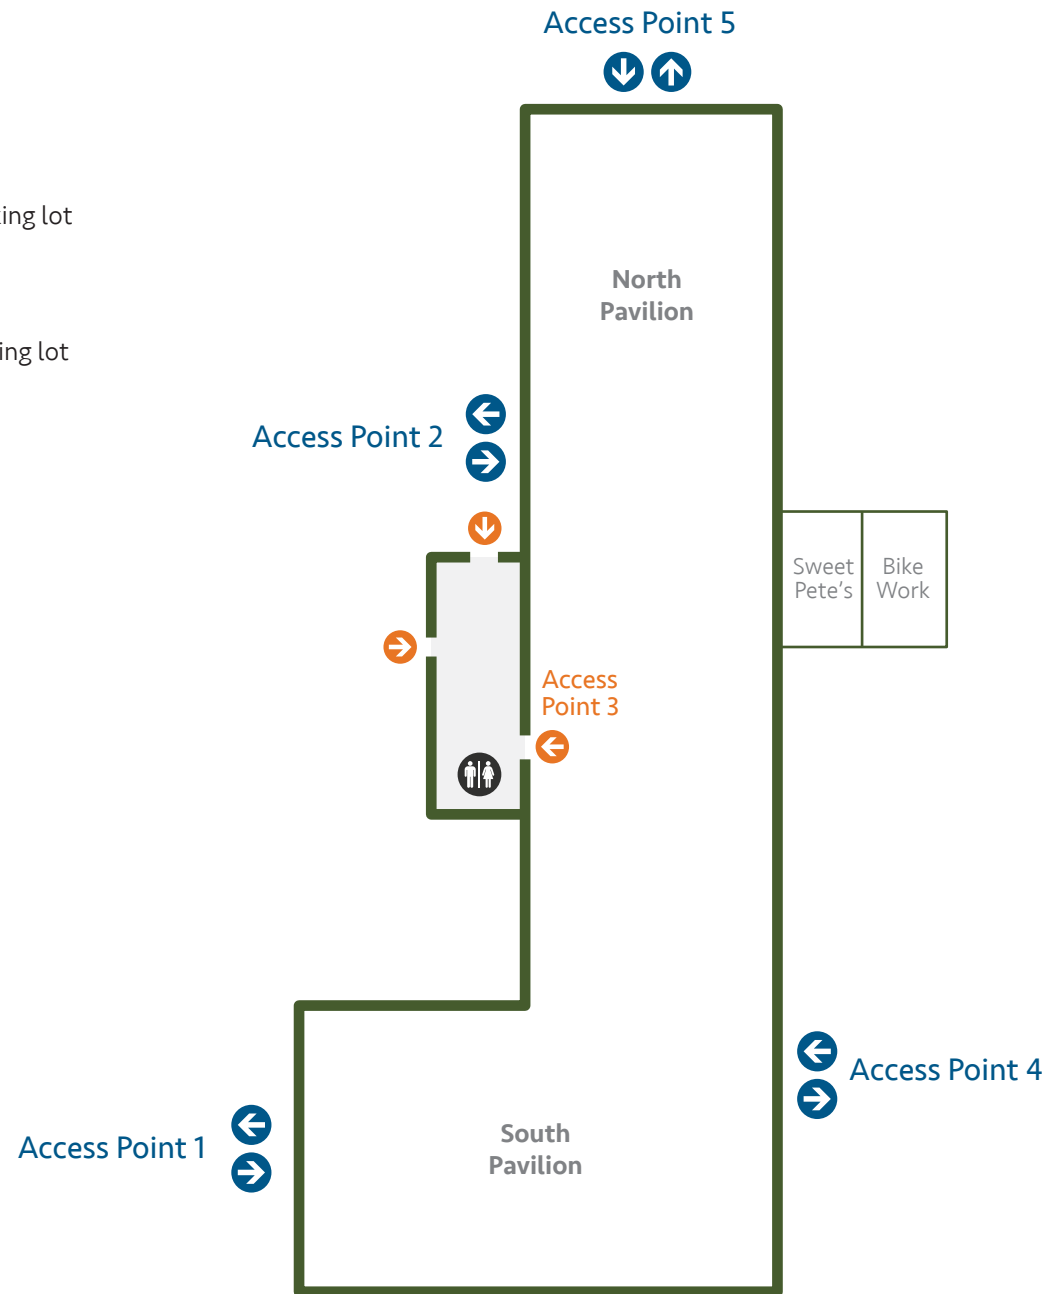 Access Point 5
ing lot
North
Pavilion
ing lot
Access Point 2
Sweet
Pete's
Bike
Work
Access
Point 3
Access Point 4
South
Pavilion
Access Point 1